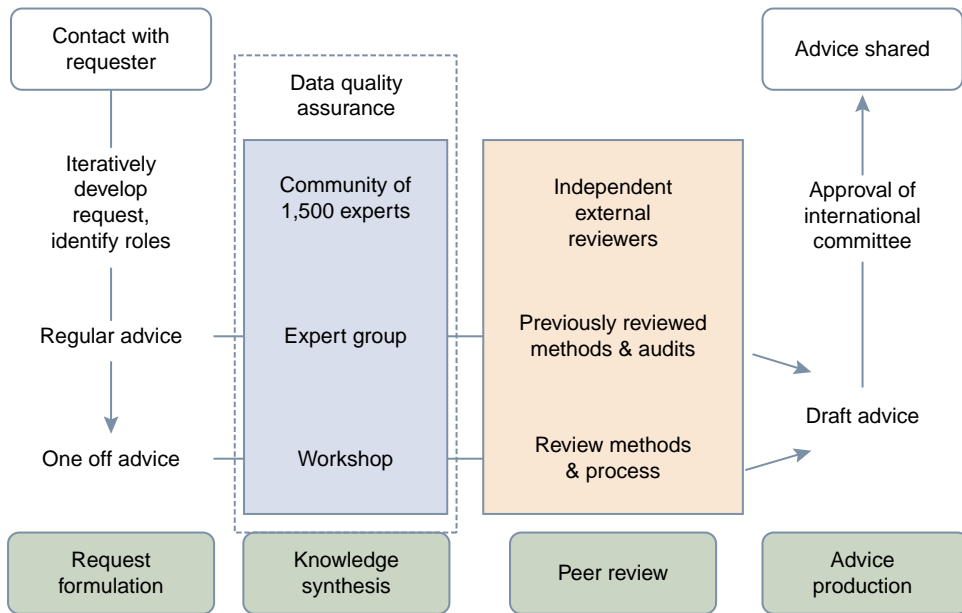 Contact with
requester
Iteratively
develop
request,
identify roles
Regular advice
One off advice
Request
formulation
Data quality
assurance
Community of
1,500 experts
Expert group
Workshop
Knowledge
synthesis
Independent
external
reviewers
Previously reviewed
methods & audits
Review methods
& process
Peer review
Advice shared
Approval of
international
committee
Draft advice
Advice
production